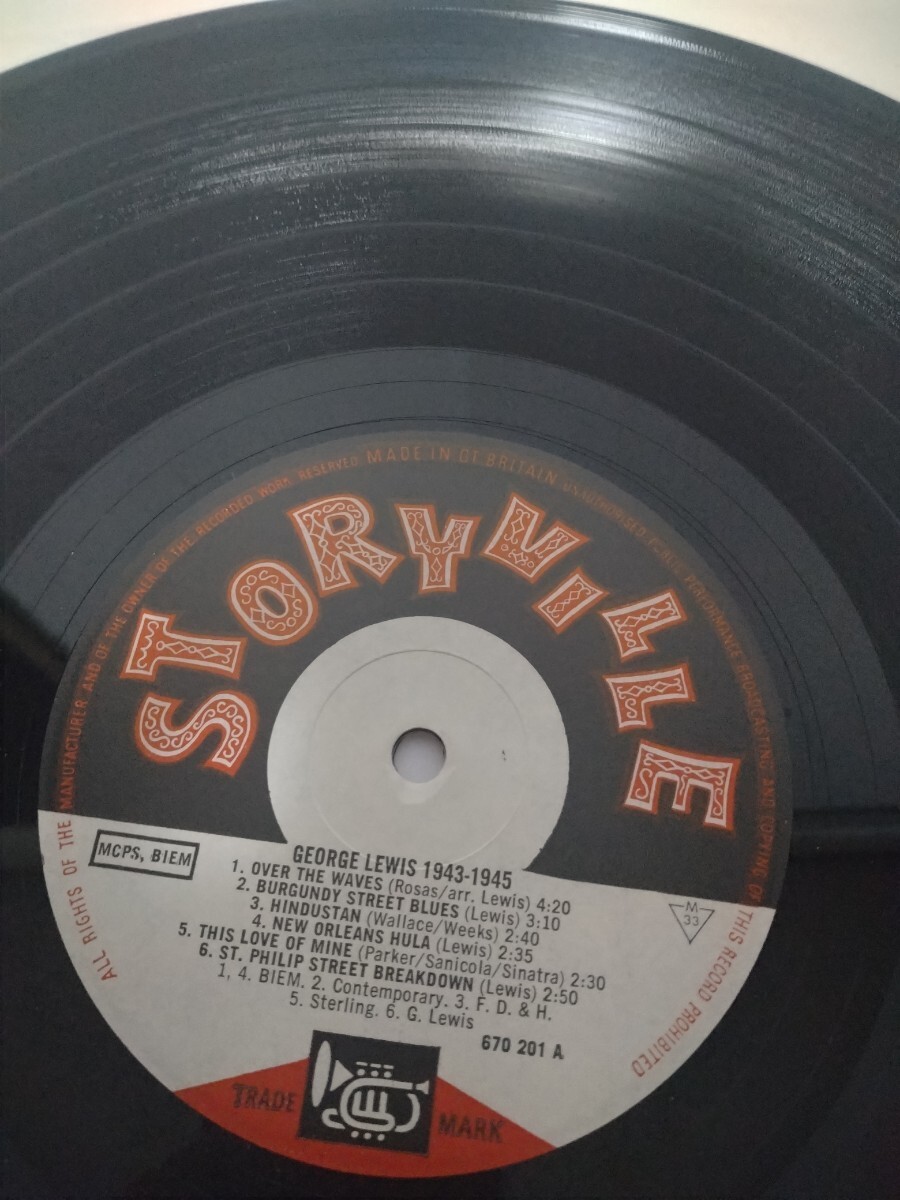 ALL RIGHTS OF THE MANUFACTURER AND OF THE OWNER OF THE RECORDED WORK RESERVED MADE IN GT BRITAIN UNAUTHORISED PUBLIC PERFORMANCE BROADCASTING AND COPYING OF THIS RECORD PROHIBITED
STORYVILLE
MCPS, BIEM
GEORGE LEWIS 1943-1945
1. OVER THE WAVES (Rosas/arr. Lewis) 4:20
2. BURGUNDY STREET BLUES (Lewis) 3:10
3. HINDUSTAN (Wallace/Weeks) 2:40
4. NEW ORLEANS HULA (Lewis) 2:35
5. THIS LOVE OF MINE (Parker/Sanicola/Sinatra) 2:30
6. ST. PHILIP STREET BREAKDOWN (Lewis) 2:50
1, 4. BIEM. 2. Contemporary. 3. F. D. & H.
5. Sterling. 6. G. Lewis
M
33
670 201 A
TRADE MARK